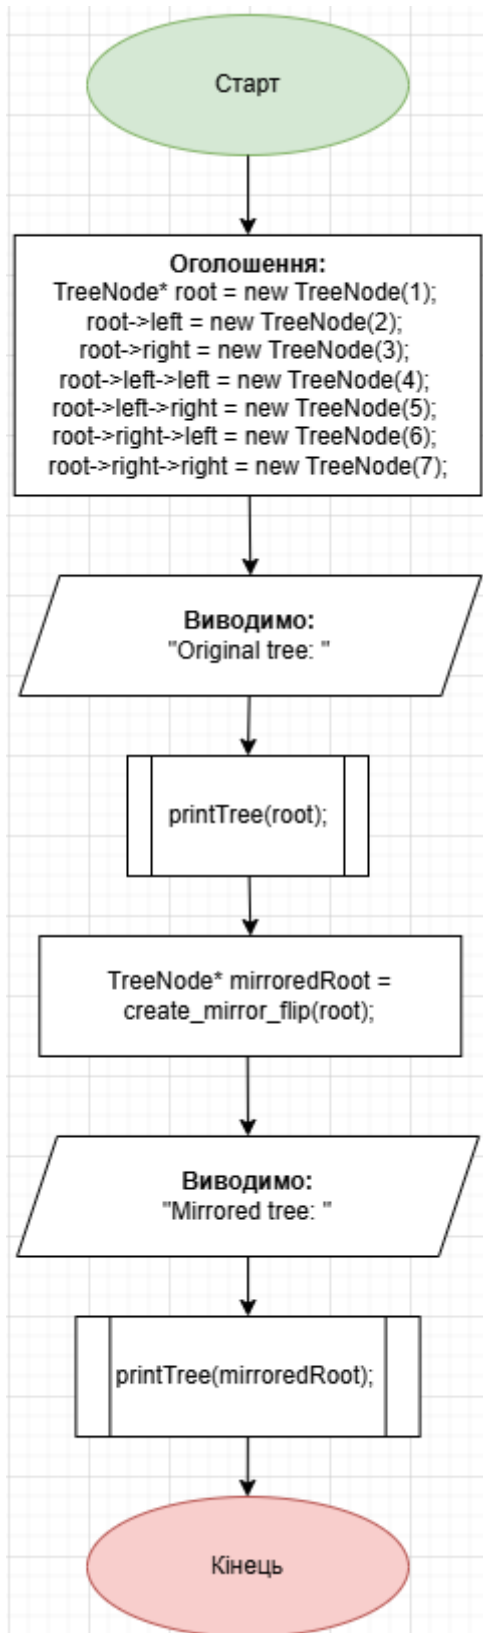 Старт
Оголошення:
TreeNode* root = new TreeNode(1);
root->left = new TreeNode(2);
root->right = new TreeNode(3);
root->left->left = new TreeNode(4);
root->left->right = new TreeNode(5);
root->right->left = new TreeNode(6);
root->right->right = new TreeNode(7);
Виводимо:
"Original tree: "
printTree(root);
TreeNode* mirroredRoot =
create_mirror_flip(root);
Виводимо:
"Mirrored tree: "
printTree(mirroredRoot);
Кінець